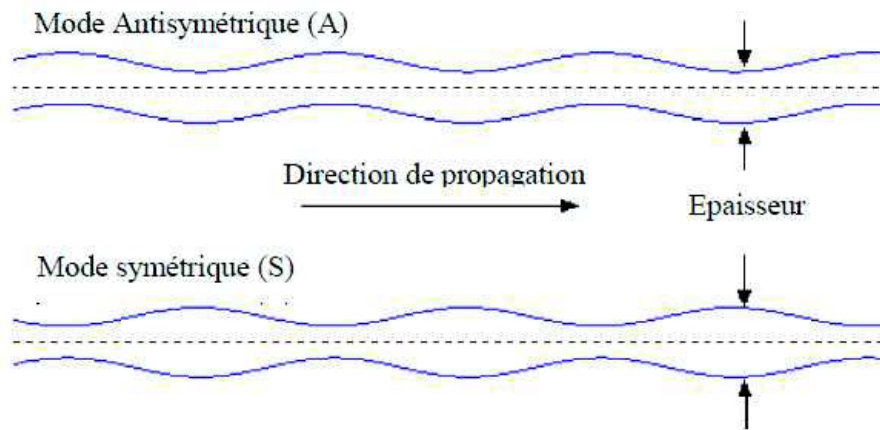 Mode Antisymétrique (A)
Direction de propagation
Epaisseur
Mode symétrique (S)